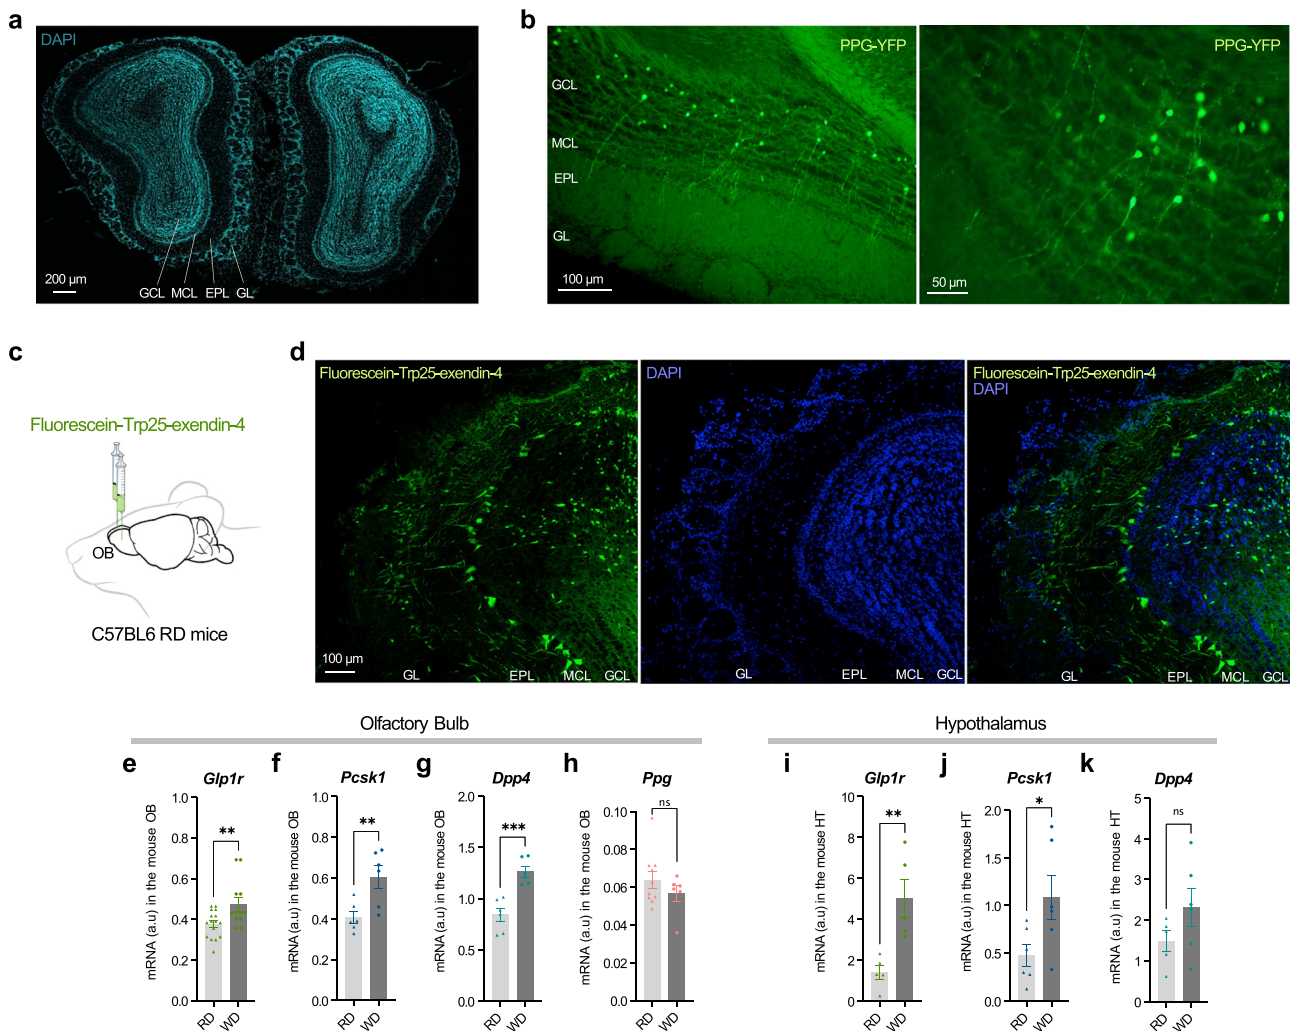 a
DAPI
200 µm
GCL MCL EPL GL
b
PPG-YFP
GCL
MCL
EPL
GL
100 µm
PPG-YFP
50 µm
c
Fluorescein-Trp25-exendin-4
OB
C57BL6 RD mice
d
Fluorescein-Trp25-exendin-4
100 µm
GL EPL MCL GCL
DAPI
GL EPL MCL GCL
Fluorescein-Trp25-exendin-4
DAPI
GL EPL MCL GCL
Olfactory Bulb
e
Glp1r
mRNA (a.u) in the mouse OB
1.0
0.8
0.6
0.4
0.2
0.0
**
RD WD
f
Pcsk1
mRNA (a.u) in the mouse OB
1.0
0.8
0.6
0.4
0.2
0.0
**
RD WD
g
Dpp4
mRNA (a.u) in the mouse OB
2.0
1.5
1.0
0.5
0.0
***
RD WD
h
Ppg
mRNA (a.u) in the mouse OB
0.10
0.08
0.06
0.04
0.02
0.00
ns
RD WD
Hypothalamus
i
Glp1r
mRNA (a.u) in the mouse HT
10
8
6
4
2
0
**
RD WD
j
Pcsk1
mRNA (a.u) in the mouse HT
2.0
1.5
1.0
0.5
0.0
*
RD WD
k
Dpp4
mRNA (a.u) in the mouse HT
5
4
3
2
1
0
ns
RD WD